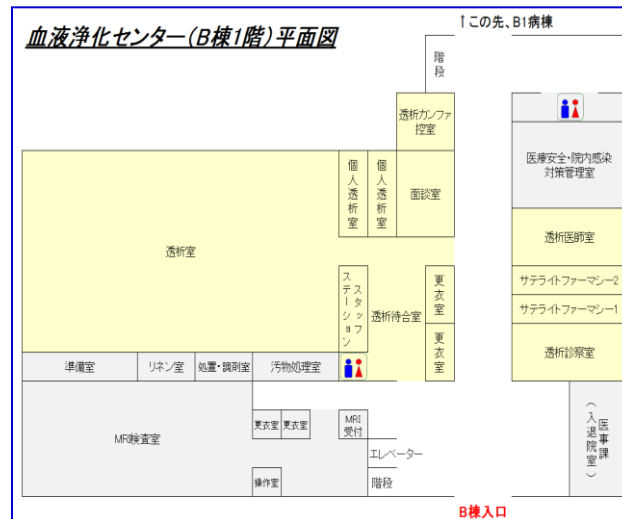 ↑この先、B1病棟
血液浄化センター(B棟1階)平面図
階段
透析カンファ
控室
個人透析室
個人透析室
面談室
医療安全・院内感染
対策管理室
透析室
透析医師室
スタッフ
ステーション
透析待合室
更衣室
サテライトファーマシー2
サテライトファーマシー1
更衣室
透析診察室
準備室
リネン室
処置・調剤室
汚物処理室
MRI検査室
更衣室
更衣室
MRI
受付
医事課
(入退院室)
エレベーター
操作室
階段
B棟入口